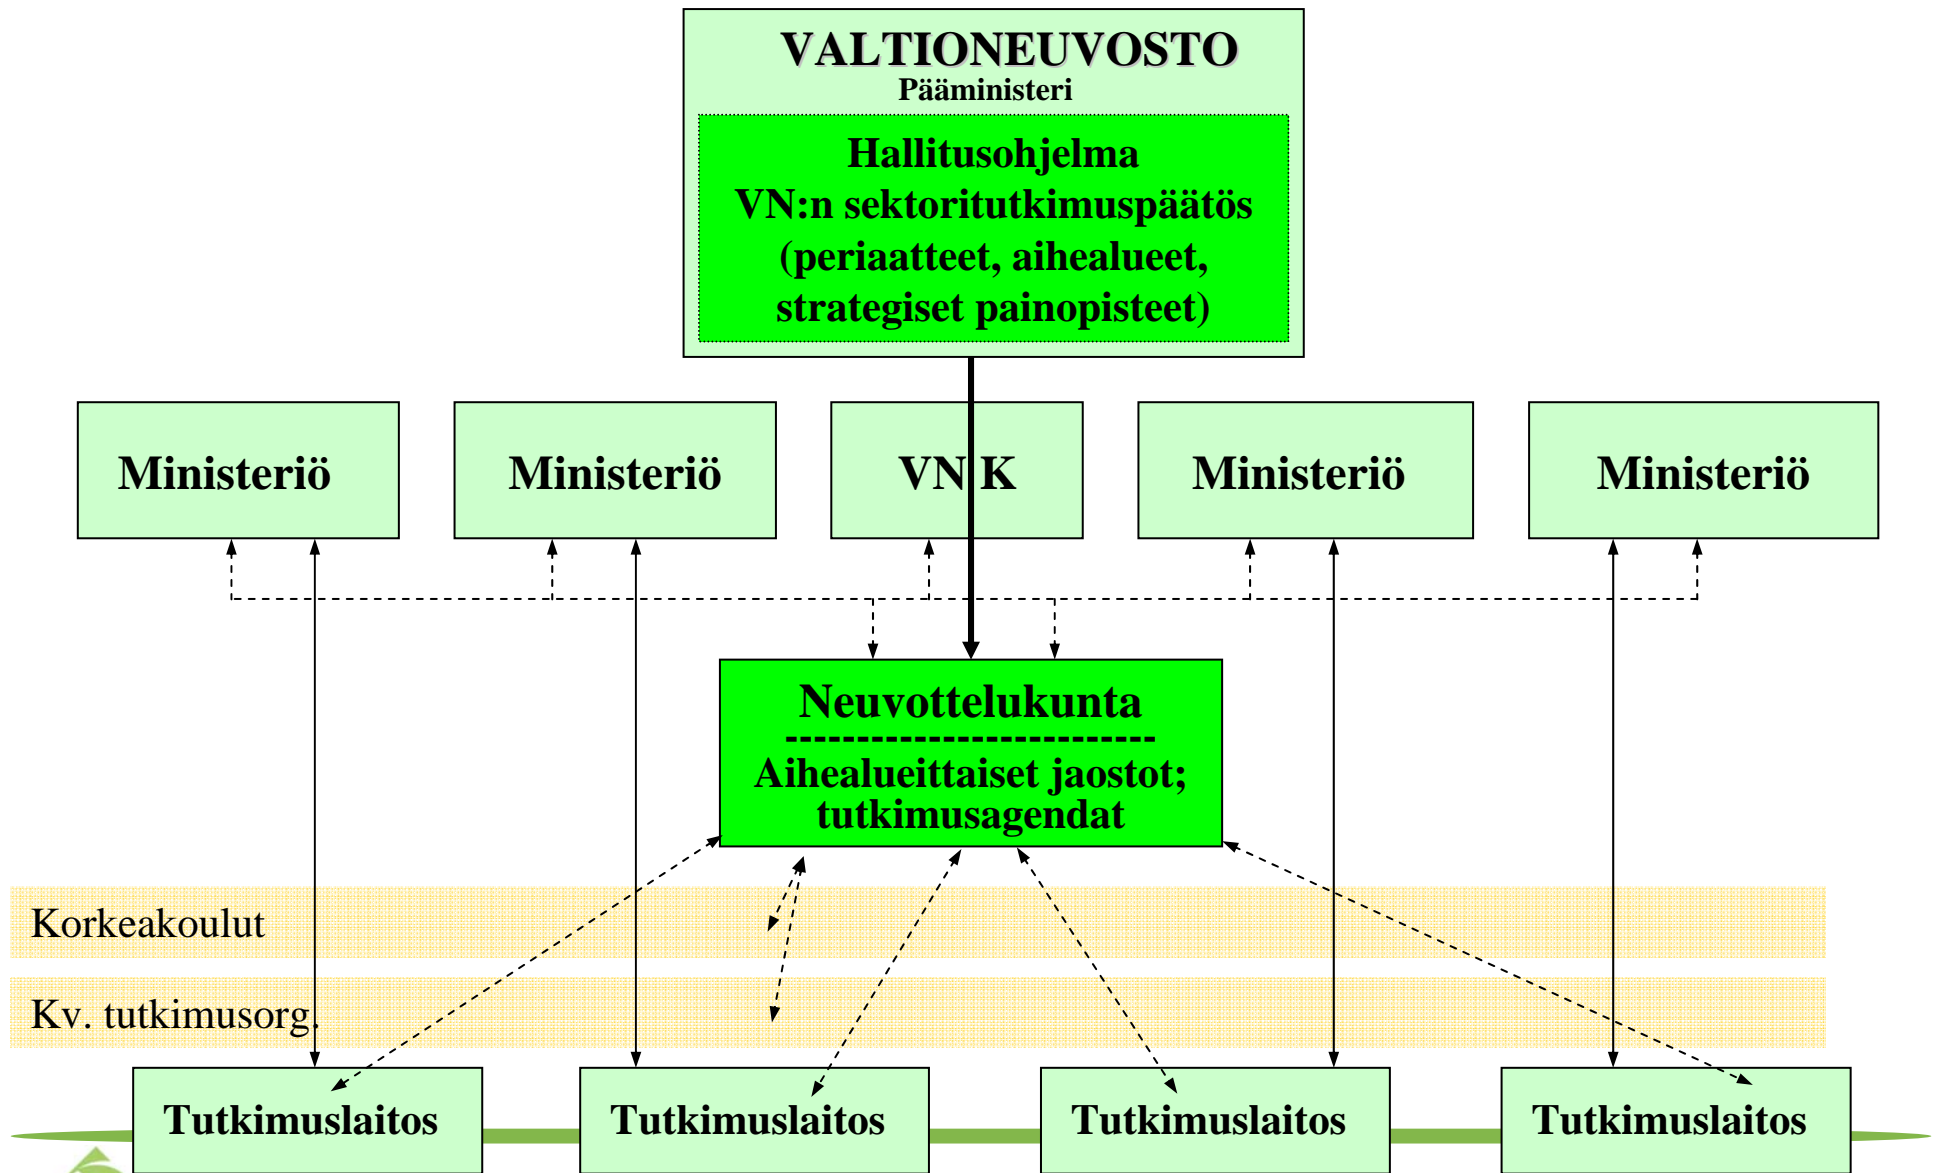 VALTIONEUVOSTO
Pääministeri
Hallitusohjelma
VN:n sektoritutkimuspäätös
(periaatteet, aihealueet,
strategiset painopisteet)
Ministeriö
Ministeriö
VNK
Ministeriö
Ministeriö
Neuvottelukunta
--------------------------
Aihealueittaiset jaostot;
tutkimusagendat
Korkeakoulut
Kv. tutkimusorg.
Tutkimuslaitos
Tutkimuslaitos
Tutkimuslaitos
Tutkimuslaitos